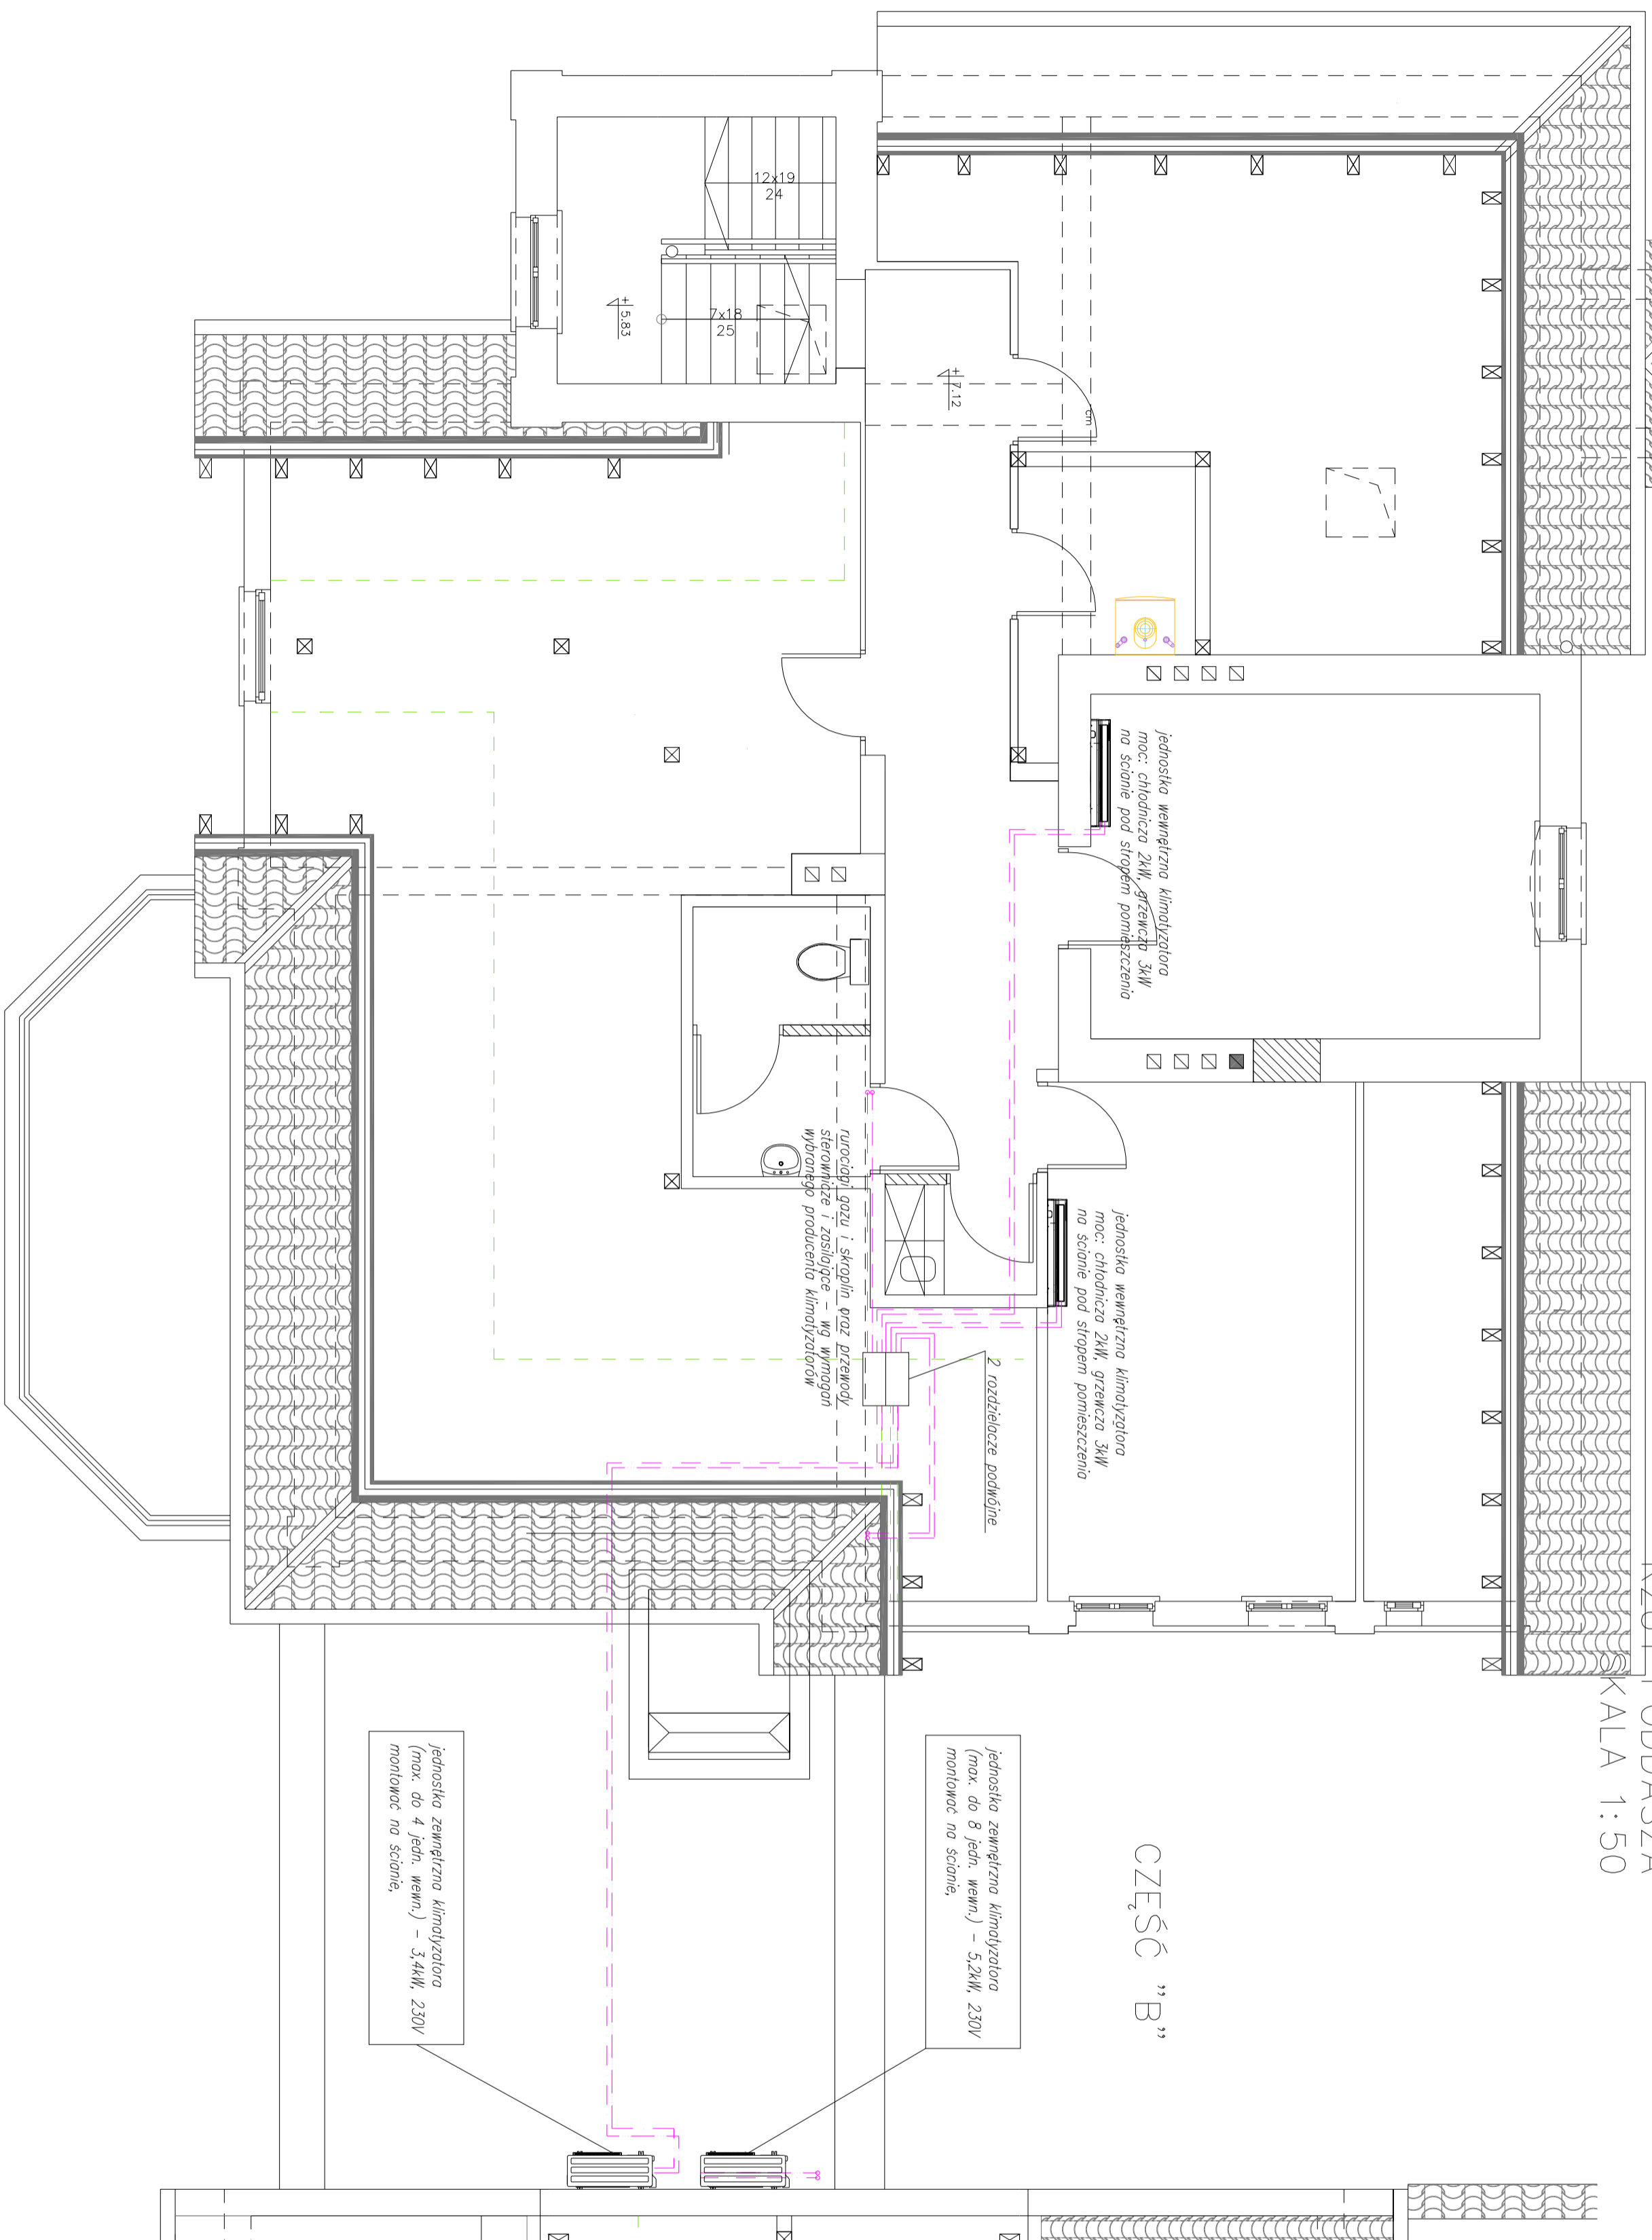 PODDASZA
SKALA 1:50
CZĘŚĆ "B"
12x19
24
7x18
25
+5.83
+7.12
cm
jednostka wewnętrzna klimatyzatora
moc: chłodnicza 2kW, grzewcza 3kW
na ścianie pod stropem pomieszczenia
jednostka wewnętrzna klimatyzatora
moc: chłodnicza 2kW, grzewcza 3kW
na ścianie pod stropem pomieszczenia
rurociągi gazu i skroplin oraz przewody
sterownicze i zasilające - wg wymagań
wybranego producenta klimatyzatorów
2 rozdzielacze podwójne
jednostka zewnętrzna klimatyzatora
(max. do 8 jedn. wewn.) - 5,2kW, 230V
montować na ścianie,
jednostka zewnętrzna klimatyzatora
(max. do 4 jedn. wewn.) - 3,4kW, 230V
montować na ścianie,